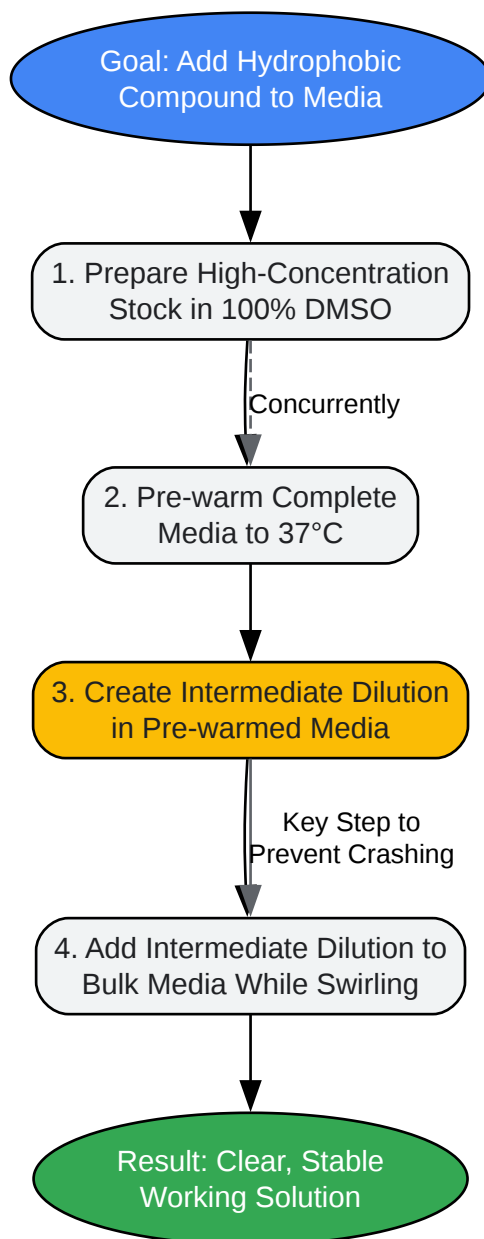 Goal: Add Hydrophobic
Compound to Media
1. Prepare High-Concentration
Stock in 100% DMSO
Concurrently
2. Pre-warm Complete
Media to 37°C
3. Create Intermediate Dilution
in Pre-warmed Media
Key Step to
Prevent Crashing
4. Add Intermediate Dilution to
Bulk Media While Swirling
Result: Clear, Stable
Working Solution